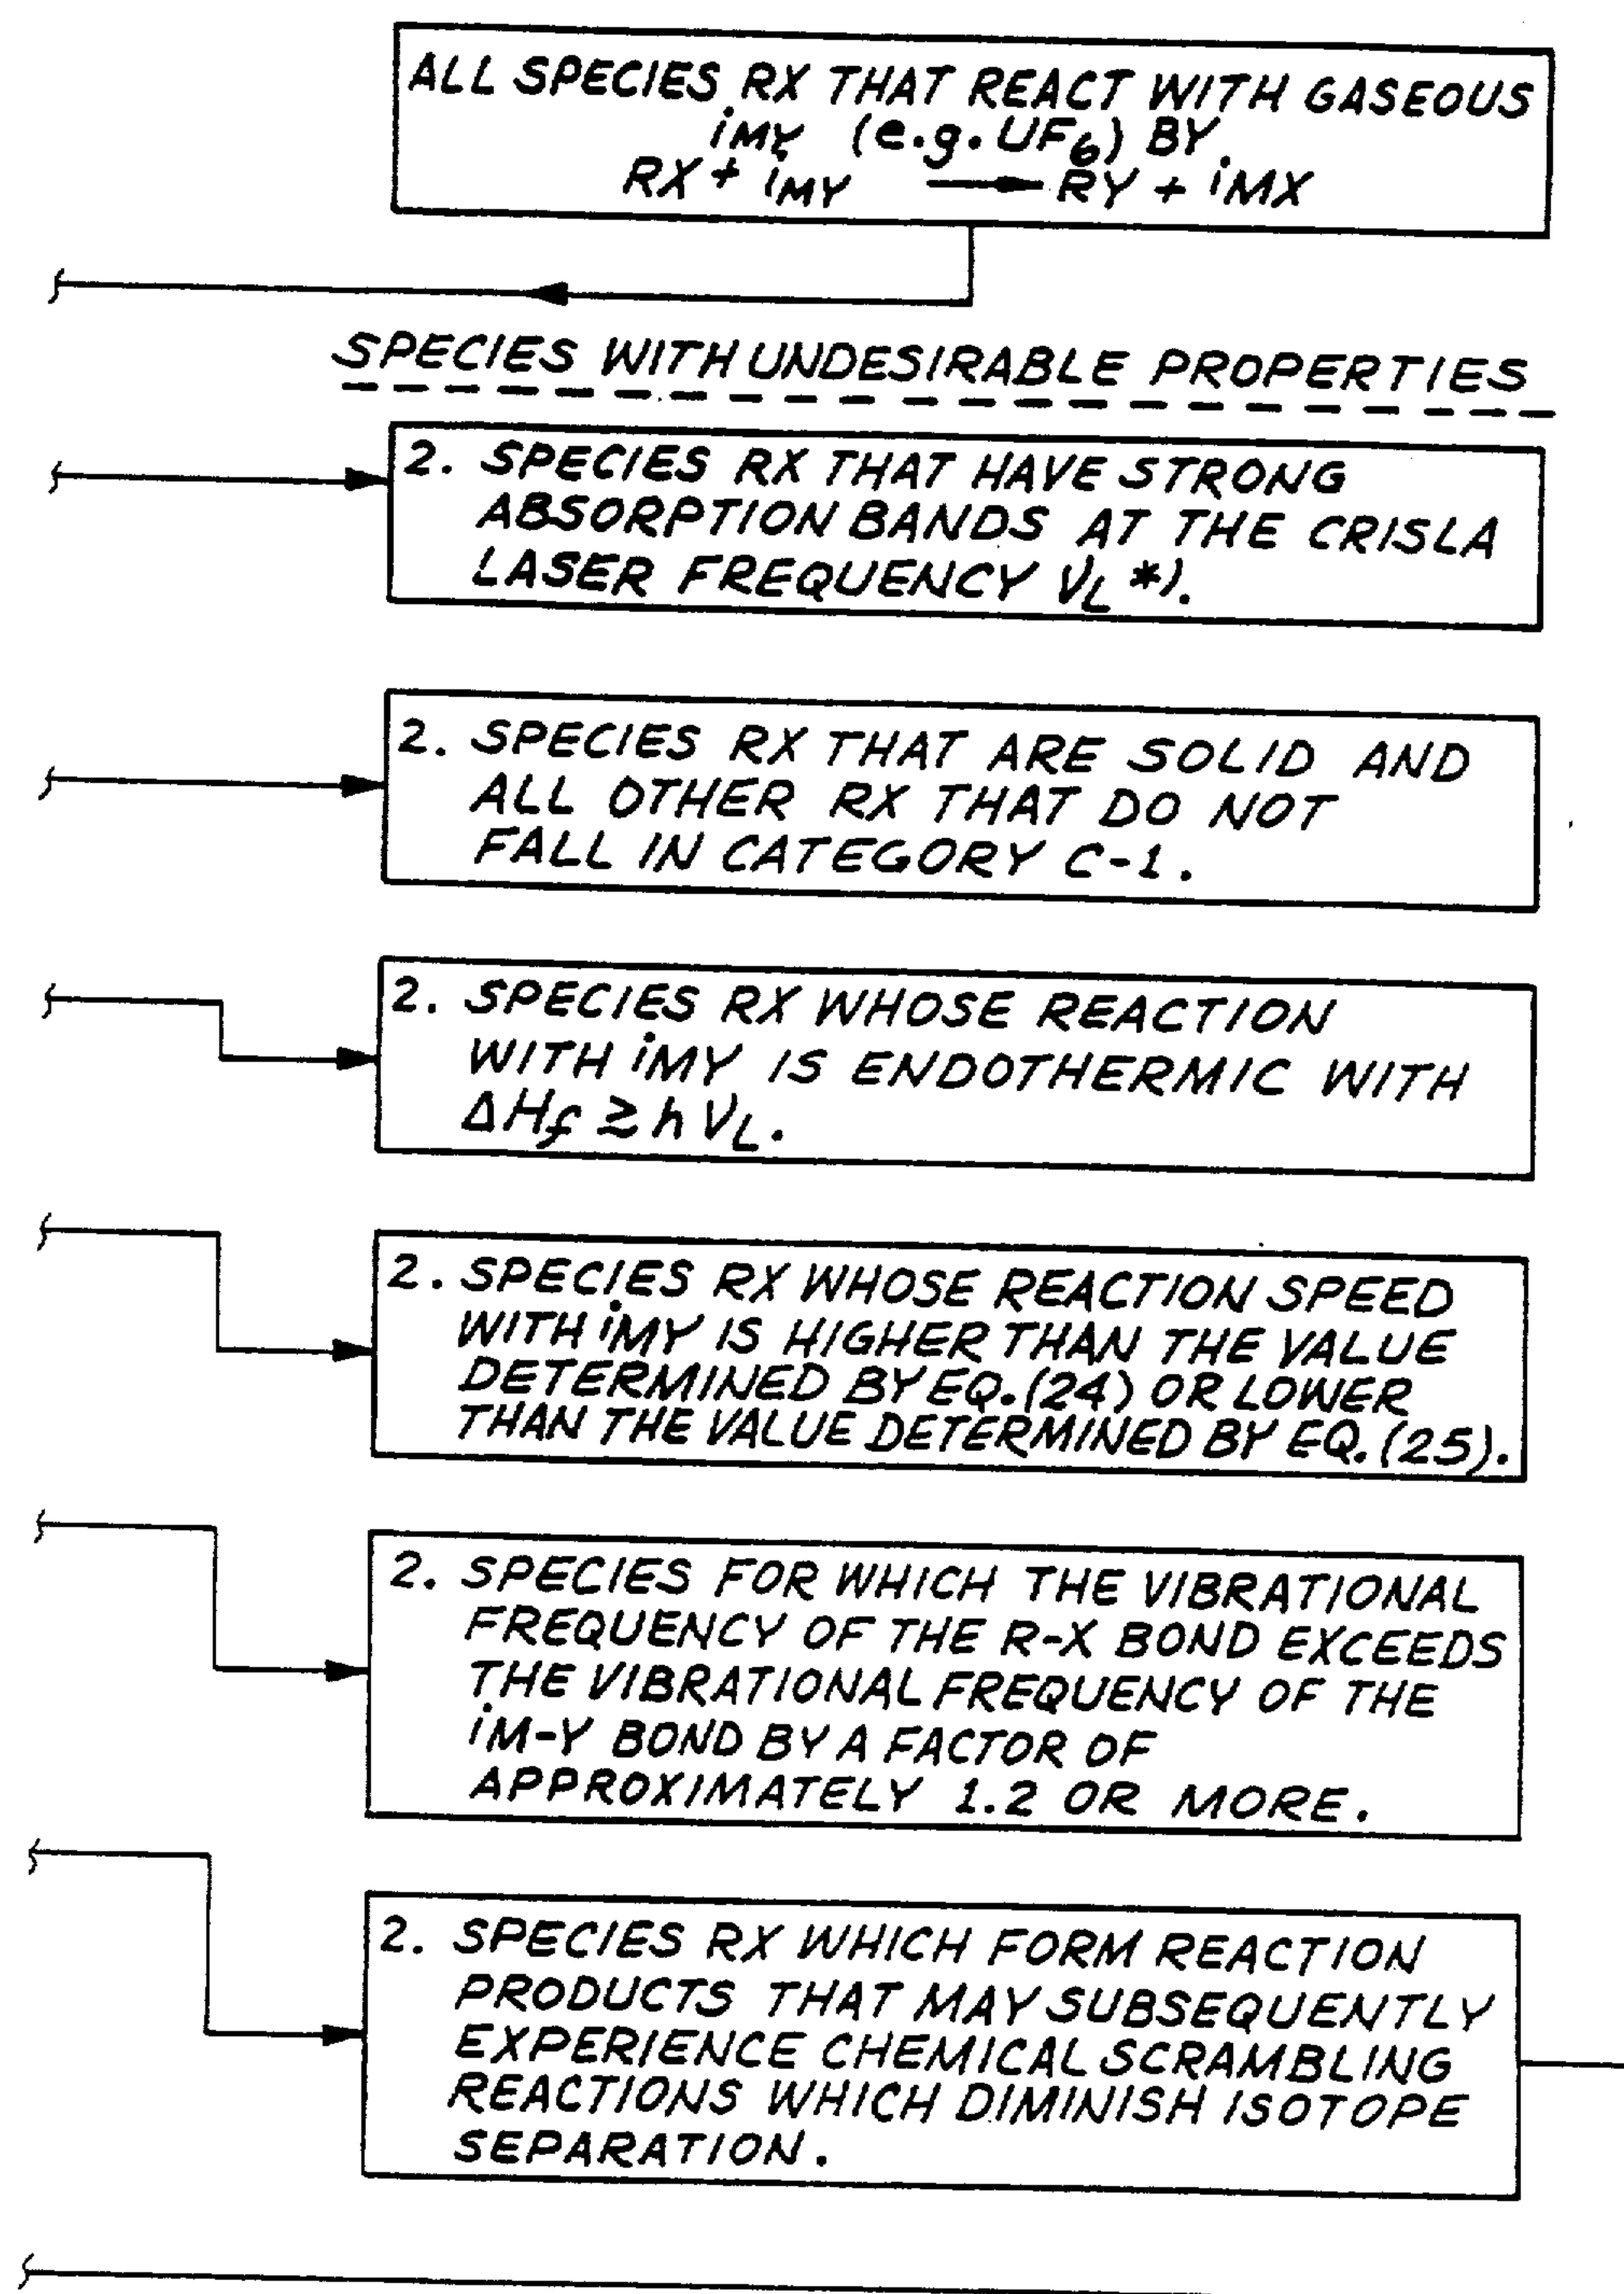 ALL SPECIES RX THAT REACT WITH GASEOUS
iMY (e.g. UF6) BY
RX + iMY → RY + iMX
SPECIES WITH UNDESIRABLE PROPERTIES
2. SPECIES RX THAT HAVE STRONG
ABSORPTION BANDS AT THE CRISLA
LASER FREQUENCY νL *).
2. SPECIES RX THAT ARE SOLID AND
ALL OTHER RX THAT DO NOT
FALL IN CATEGORY C-1.
2. SPECIES RX WHOSE REACTION
WITH iMY IS ENDOTHERMIC WITH
ΔHf ≳ h νL.
2. SPECIES RX WHOSE REACTION SPEED
WITH iMY IS HIGHER THAN THE VALUE
DETERMINED BY EQ. (24) OR LOWER
THAN THE VALUE DETERMINED BY EQ. (25).
2. SPECIES FOR WHICH THE VIBRATIONAL
FREQUENCY OF THE R-X BOND EXCEEDS
THE VIBRATIONAL FREQUENCY OF THE
iM-Y BOND BY A FACTOR OF
APPROXIMATELY 1.2 OR MORE.
2. SPECIES RX WHICH FORM REACTION
PRODUCTS THAT MAY SUBSEQUENTLY
EXPERIENCE CHEMICAL SCRAMBLING
REACTIONS WHICH DIMINISH ISOTOPE
SEPARATION.